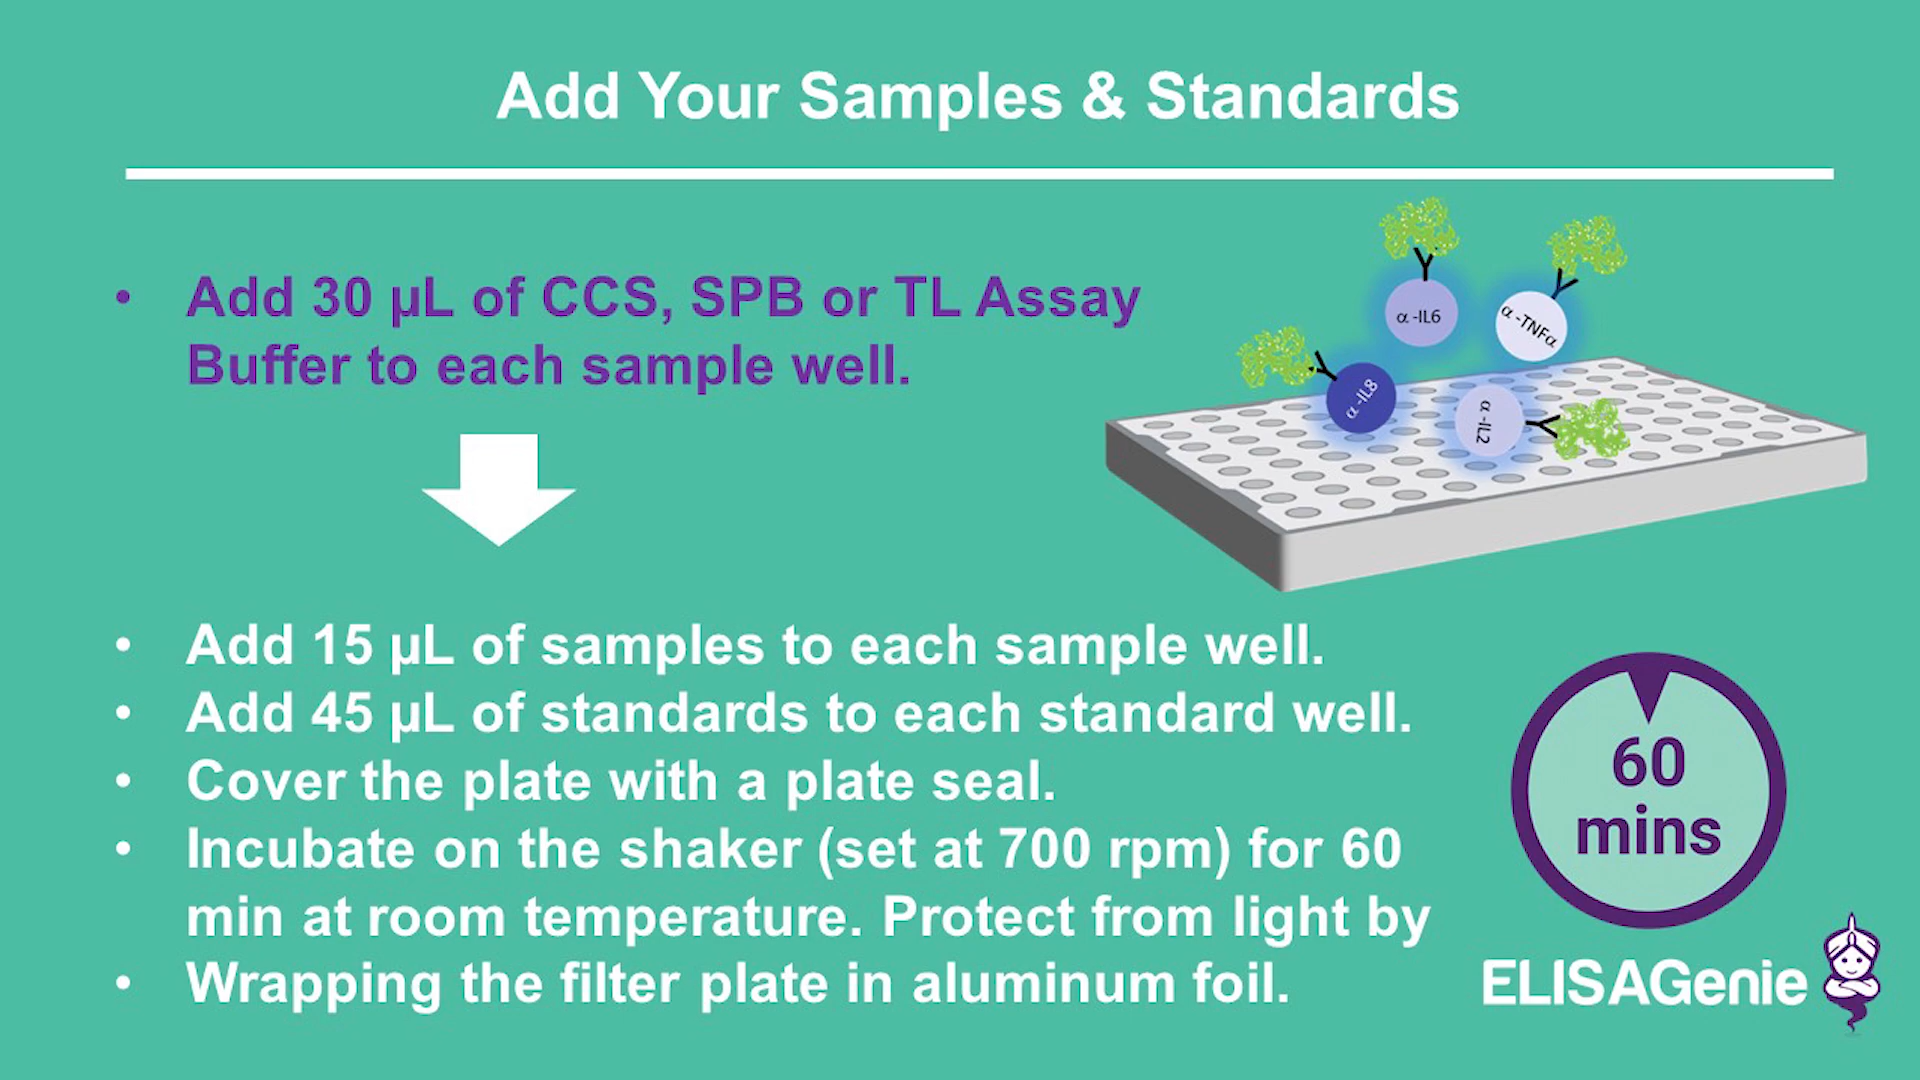 Add Your Samples & Standards
• Add 30 µL of CCS, SPB or TL Assay
Buffer to each sample well.
α-IL6
α-TNFα
α-IL8
α-IL2
• Add 15 µL of samples to each sample well.
• Add 45 µL of standards to each standard well.
• Cover the plate with a plate seal.
• Incubate on the shaker (set at 700 rpm) for 60
min at room temperature. Protect from light by
• Wrapping the filter plate in aluminum foil.
60
mins
ELISAGenie